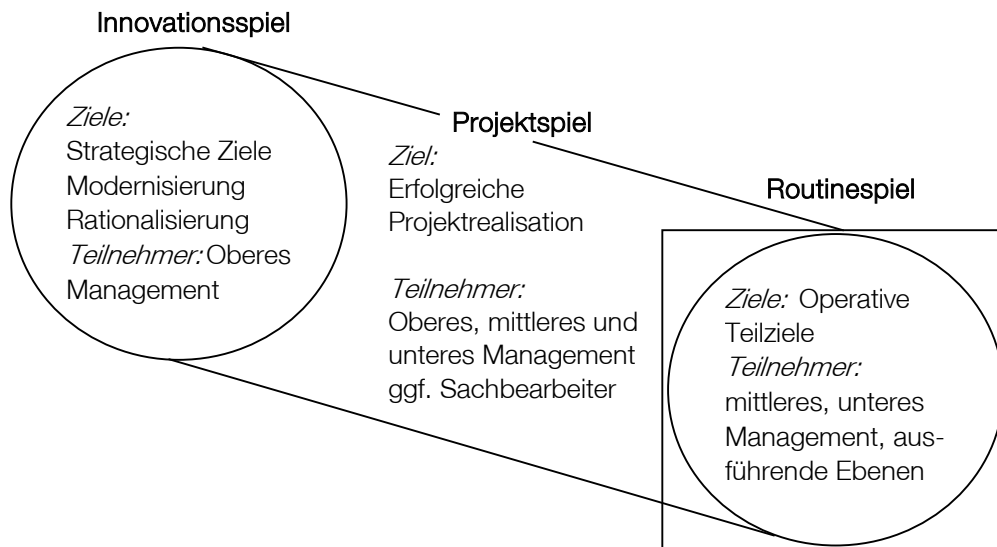 Innovationsspiel
Ziele:
Strategische Ziele
Modernisierung
Rationalisierung
Teilnehmer: Oberes
Management
Projektspiel
Ziel:
Erfolgreiche
Projektrealisation
Teilnehmer:
Oberes, mittleres und
unteres Management
ggf. Sachbearbeiter
Routinespiel
Ziele: Operative
Teilziele
Teilnehmer:
mittleres, unteres
Management, aus-
führende Ebenen